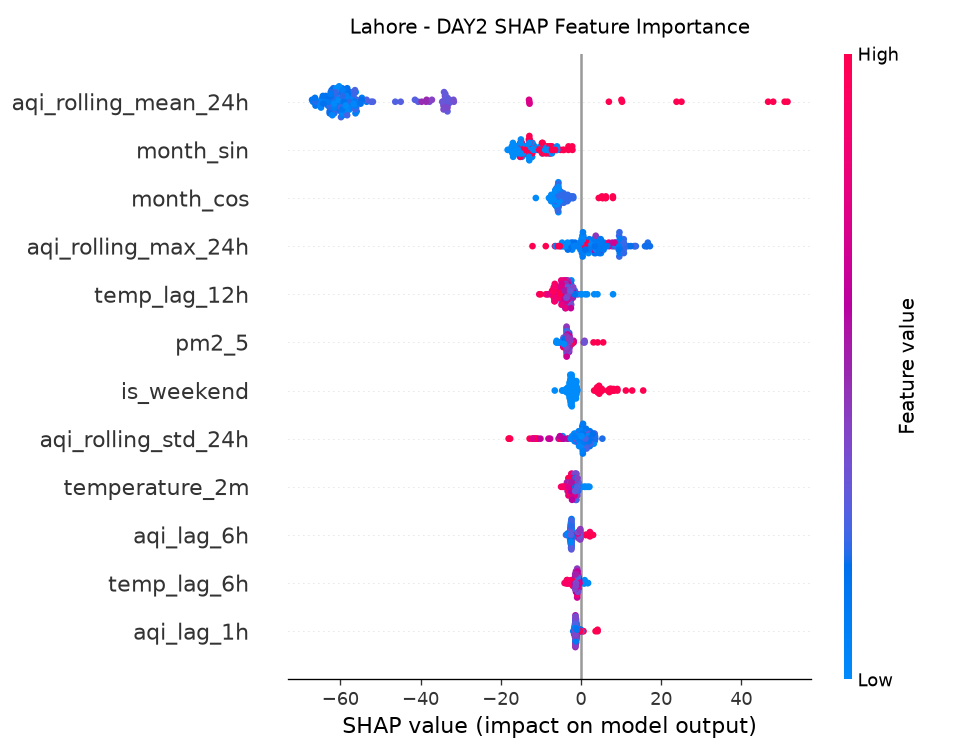 Lahore - DAY2 SHAP Feature Importance
High
aqi_rolling_mean_24h
month_sin
month_cos
aqi_rolling_max_24h
temp_lag_12h
pm2_5
is_weekend
aqi_rolling_std_24h
temperature_2m
aqi_lag_6h
temp_lag_6h
aqi_lag_1h
Feature value
Low
−60 −40 −20 0 20 40
SHAP value (impact on model output)